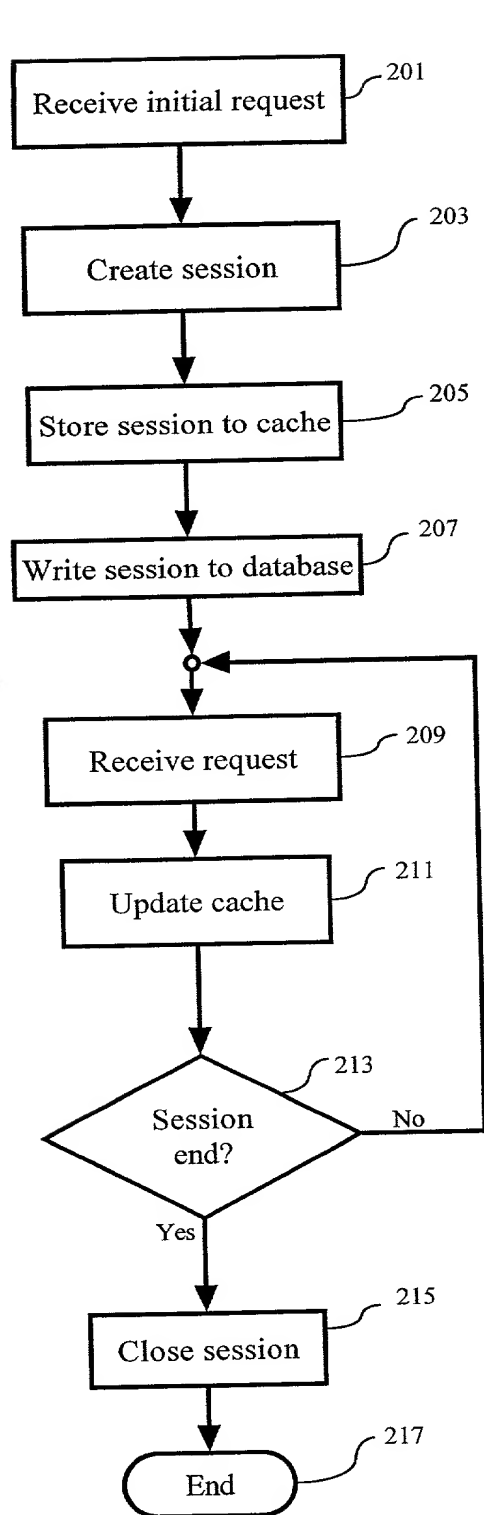 201
Receive initial request
203
Create session
205
Store session to cache
207
Write session to database
209
Receive request
211
Update cache
213
Session
end?
No
Yes
215
Close session
217
End